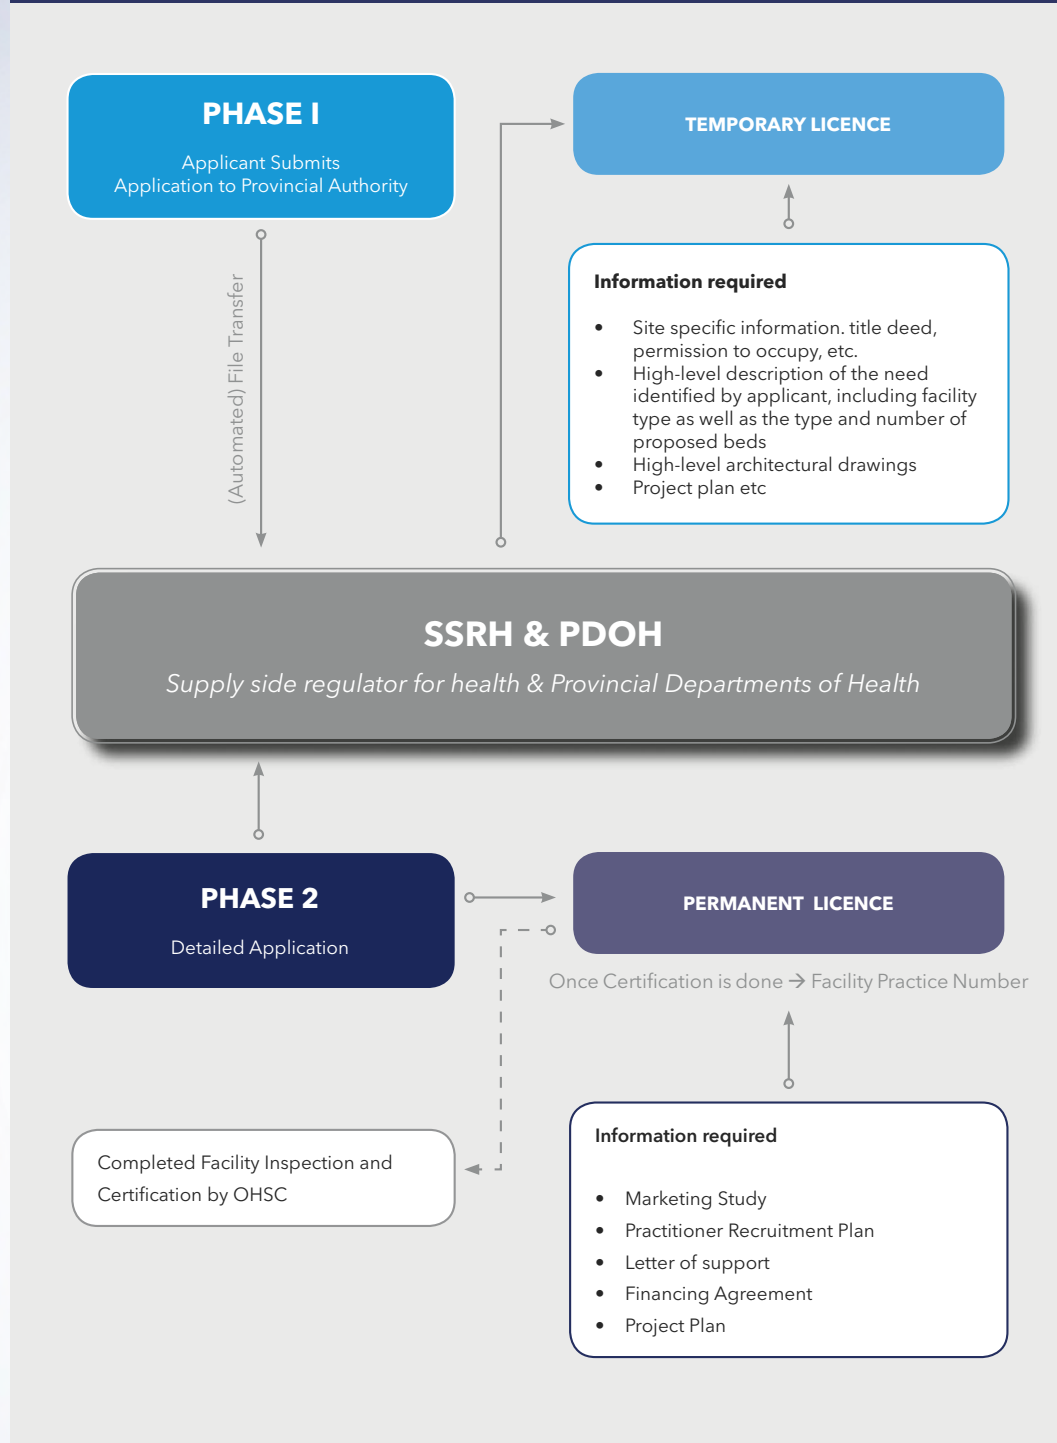 PHASE I
Applicant Submits
Application to Provincial Authority
TEMPORARY LICENCE
(Automated) File Transfer
Information required
• Site specific information. title deed,
permission to occupy, etc.
• High-level description of the need
identified by applicant, including facility
type as well as the type and number of
proposed beds
• High-level architectural drawings
• Project plan etc
SSRH & PDOH
Supply side regulator for health & Provincial Departments of Health
PHASE 2
Detailed Application
PERMANENT LICENCE
Once Certification is done → Facility Practice Number
Completed Facility Inspection and
Certification by OHSC
Information required
• Marketing Study
• Practitioner Recruitment Plan
• Letter of support
• Financing Agreement
• Project Plan